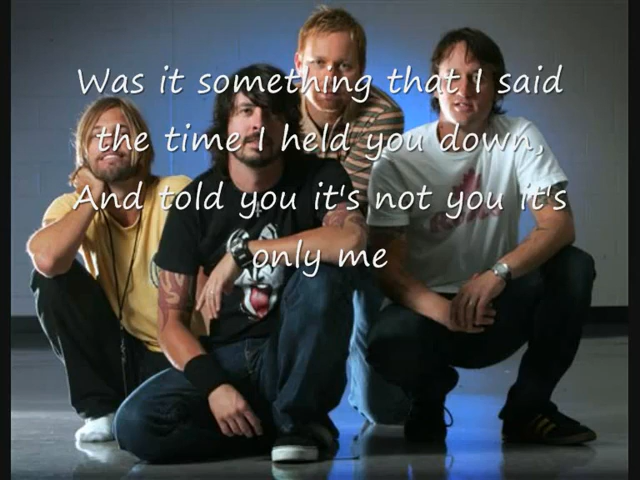 Was it something that I said
the time I held you down,
And told you it's not you it's
only me